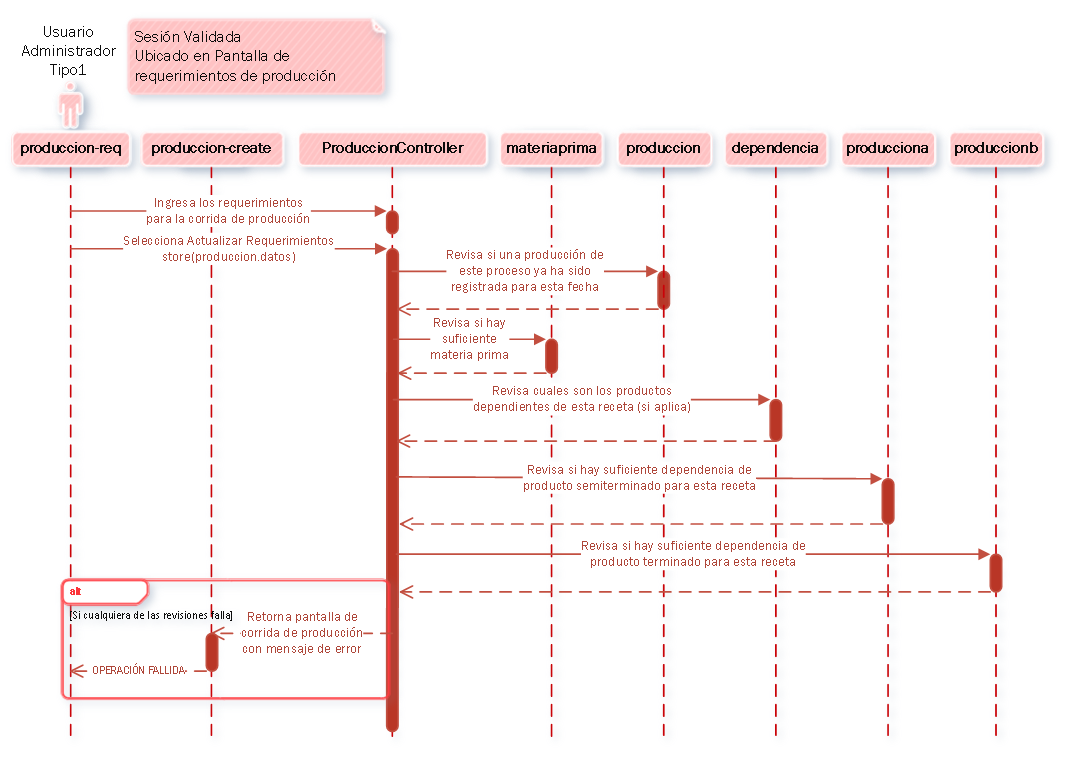 Usuario
Administrador
Tipo1
Sesión Validada
Ubicado en Pantalla de
requerimientos de producción
produccion-req
produccion-create
ProduccionController
materiaprima
produccion
dependencia
producciona
produccionb
Ingresa los requerimientos
para la corrida de producción
Selecciona Actualizar Requerimientos
store(produccion.datos)
Revisa si una producción de
este proceso ya ha sido
registrada para esta fecha
Revisa si hay
suficiente
materia prima
Revisa cuales son los productos
dependientes de esta receta (si aplica)
Revisa si hay suficiente dependencia de
producto semiterminado para esta receta
Revisa si hay suficiente dependencia de
producto terminado para esta receta
alt
[Si cualquiera de las revisiones falla]
Retorna pantalla de
corrida de producción
con mensaje de error
OPERACIÓN FALLIDA